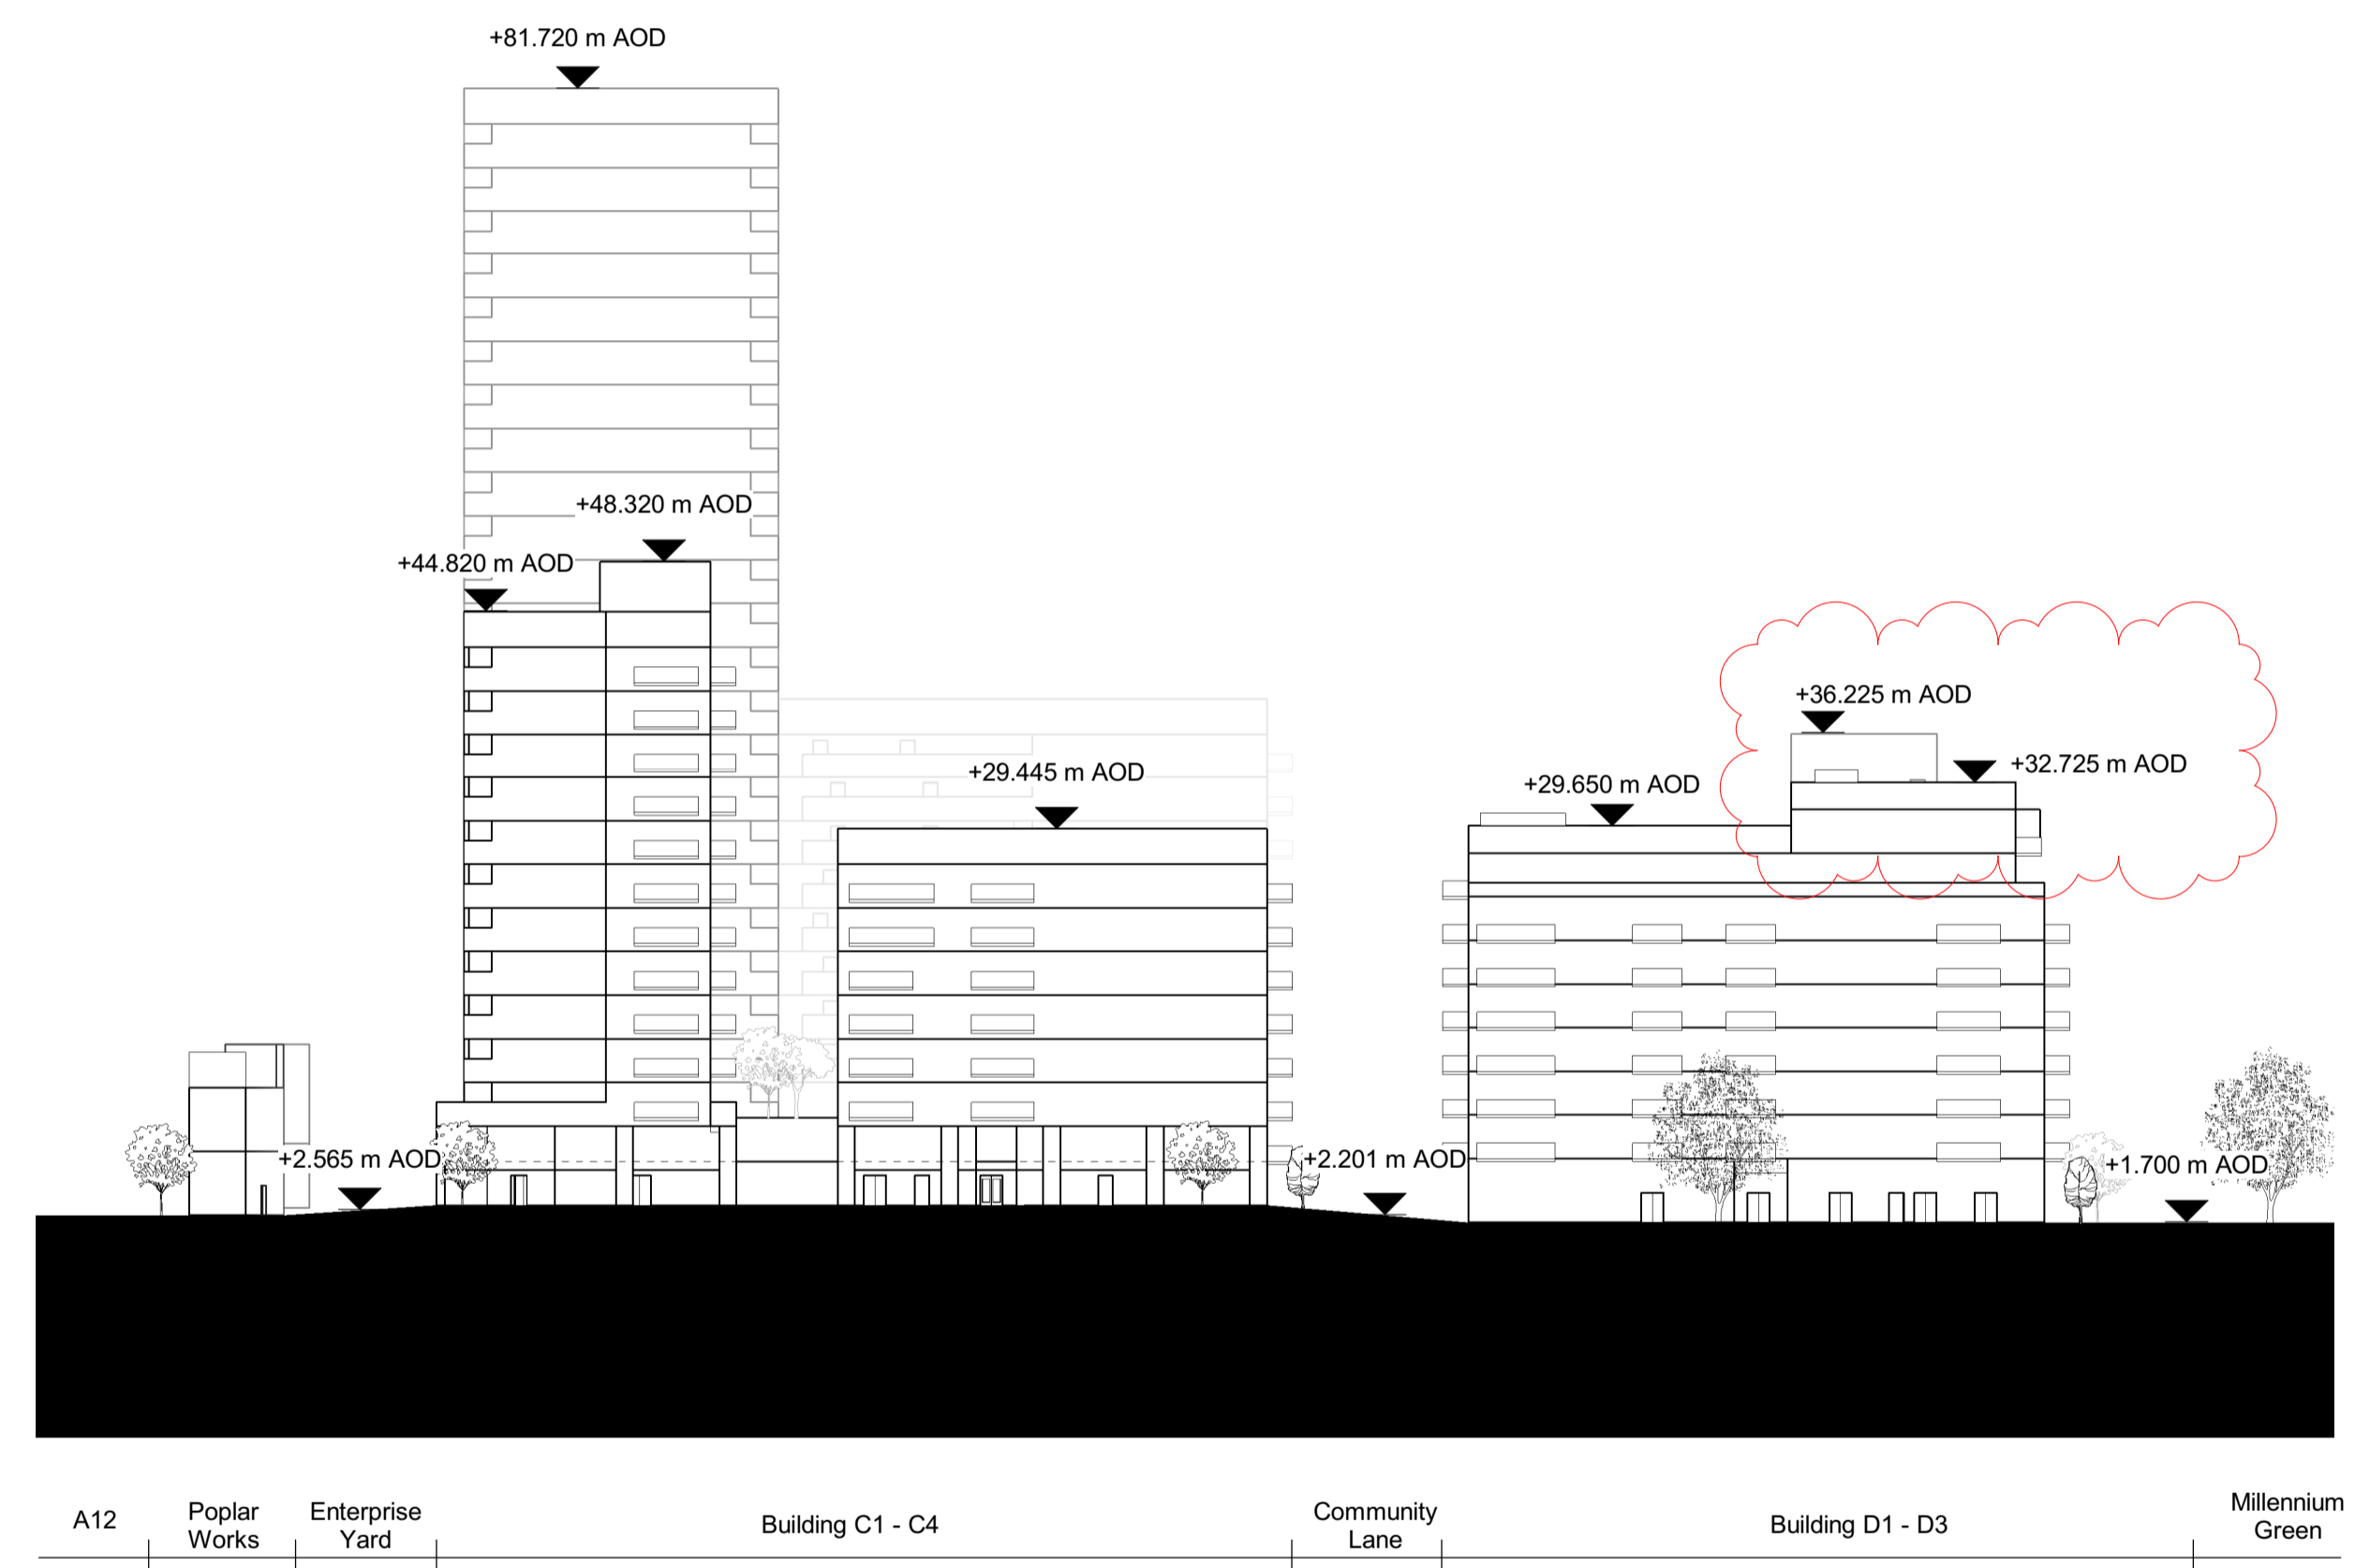 +81.720 m AOD
+48.320 m AOD
+44.820 m AOD
+36.225 m AOD
+32.725 m AOD
+29.445 m AOD
+29.650 m AOD
+2.565 m AOD
+2.201 m AOD
+1.700 m AOD
A12
Poplar
Works
Enterprise
Yard
Building C1 - C4
Community
Lane
Building D1 - D3
Millennium
Green